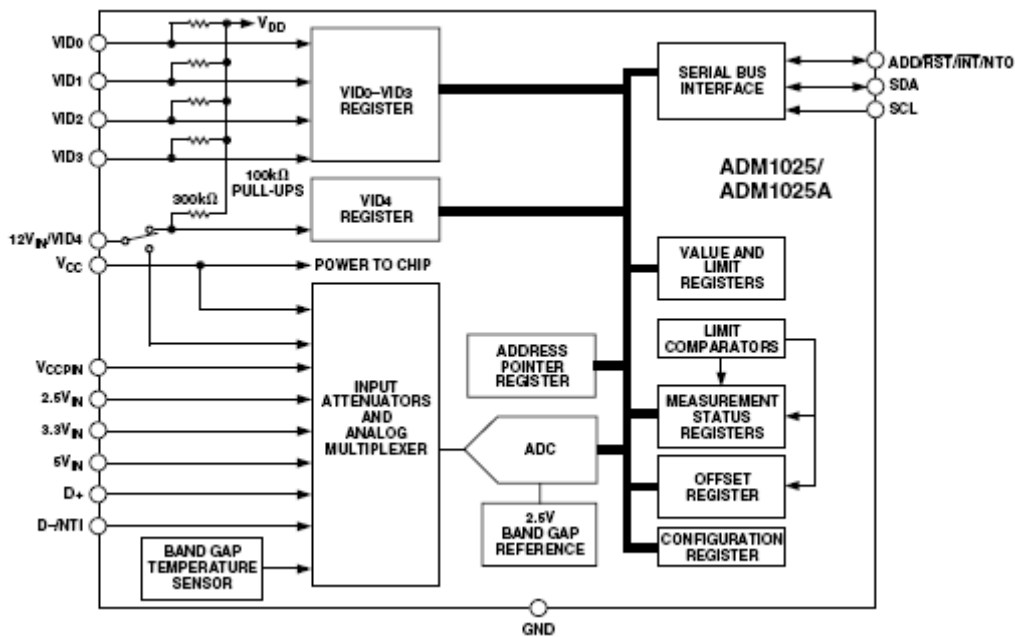 VID0
VID1
VID2
VID3
12VIN/VID4
VCC
VCCPIN
2.5VIN
3.3VIN
5VIN
D+
D–/NTI
VDD
100kΩ
PULL-UPS
300kΩ
VID0–VID3
REGISTER
VID4
REGISTER
POWER TO CHIP
INPUT
ATTENUATORS
AND
ANALOG
MULTIPLEXER
BAND GAP
TEMPERATURE
SENSOR
ADDRESS
POINTER
REGISTER
ADC
2.5V
BAND GAP
REFERENCE
SERIAL BUS
INTERFACE
ADD/RST/INT/NTO
SDA
SCL
ADM1025/
ADM1025A
VALUE AND
LIMIT
REGISTERS
LIMIT
COMPARATORS
MEASUREMENT
STATUS
REGISTERS
OFFSET
REGISTER
CONFIGURATION
REGISTER
GND